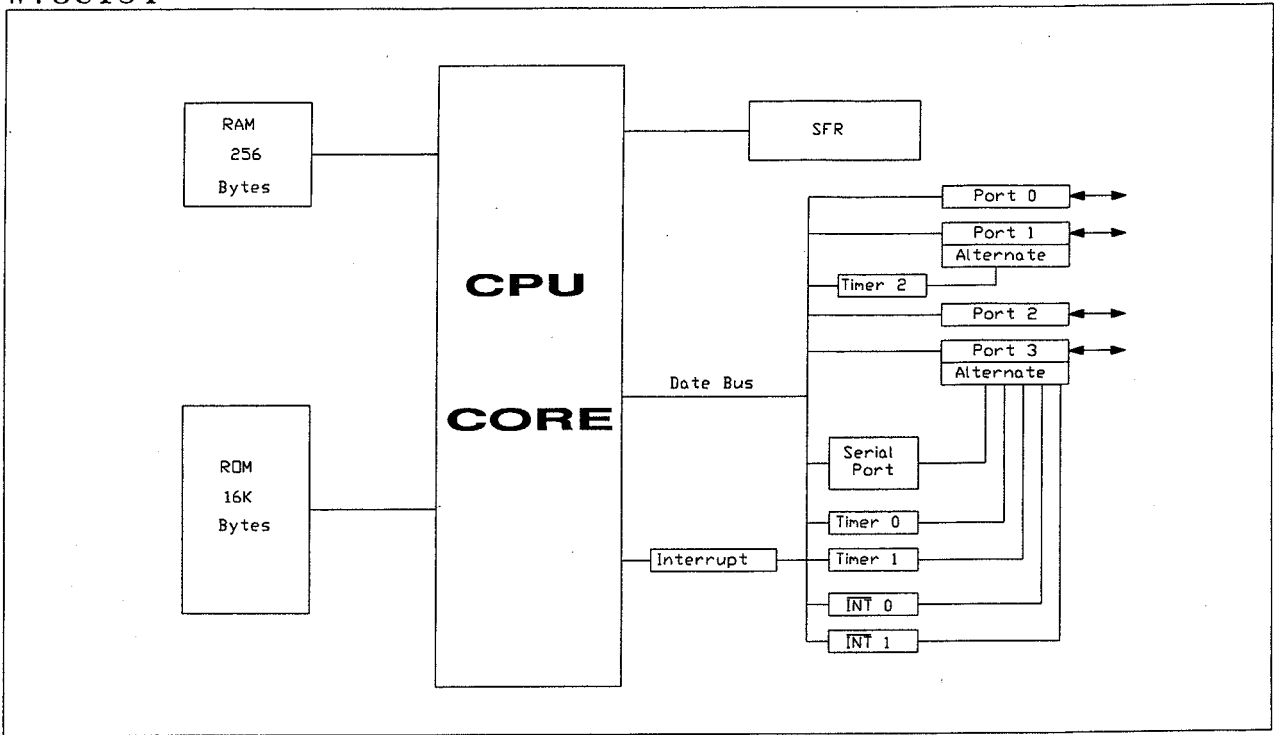 RAM
256
Bytes
CPU
CORE
ROM
16K
Bytes
SFR
Port 0
Port 1
Alternate
Timer 2
Port 2
Port 3
Alternate
Date Bus
Serial
Port
Timer 0
Interrupt
Timer 1
INT 0
INT 1